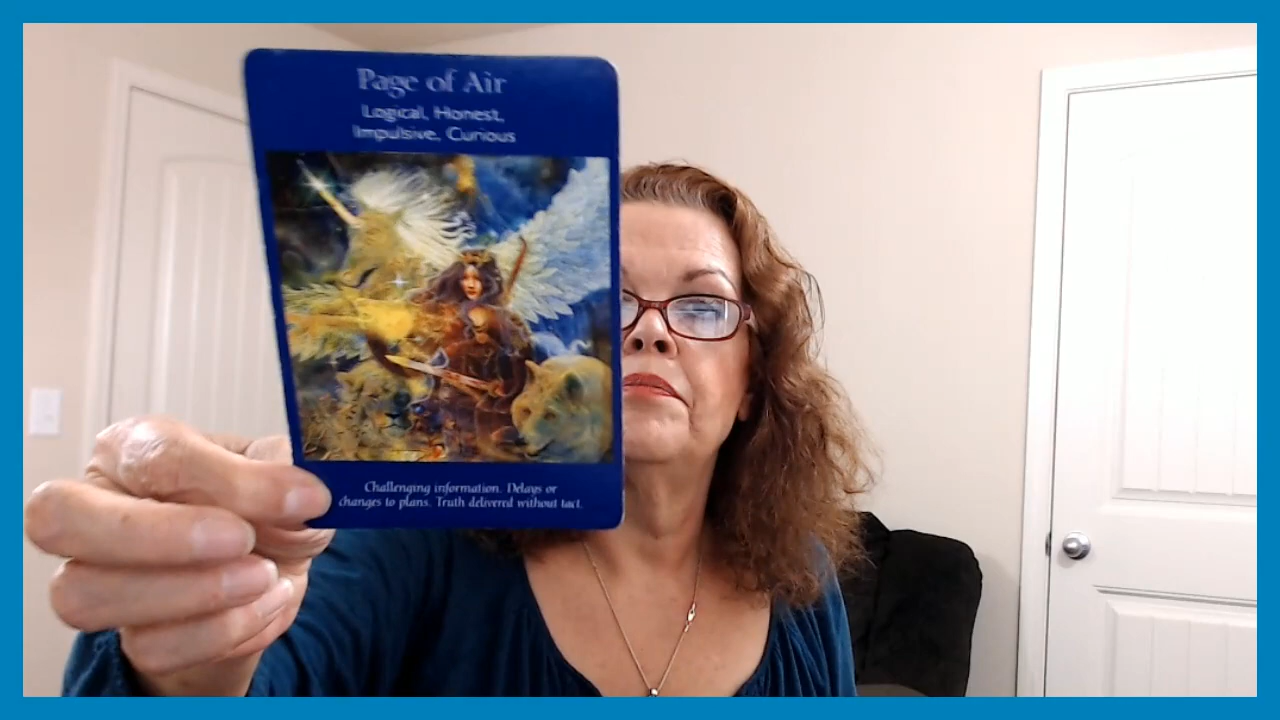 Page of Air
Logical, Honest,
Impulsive, Curious
Challenging information. Delays or
changes to plans. Truth delivered without tact.